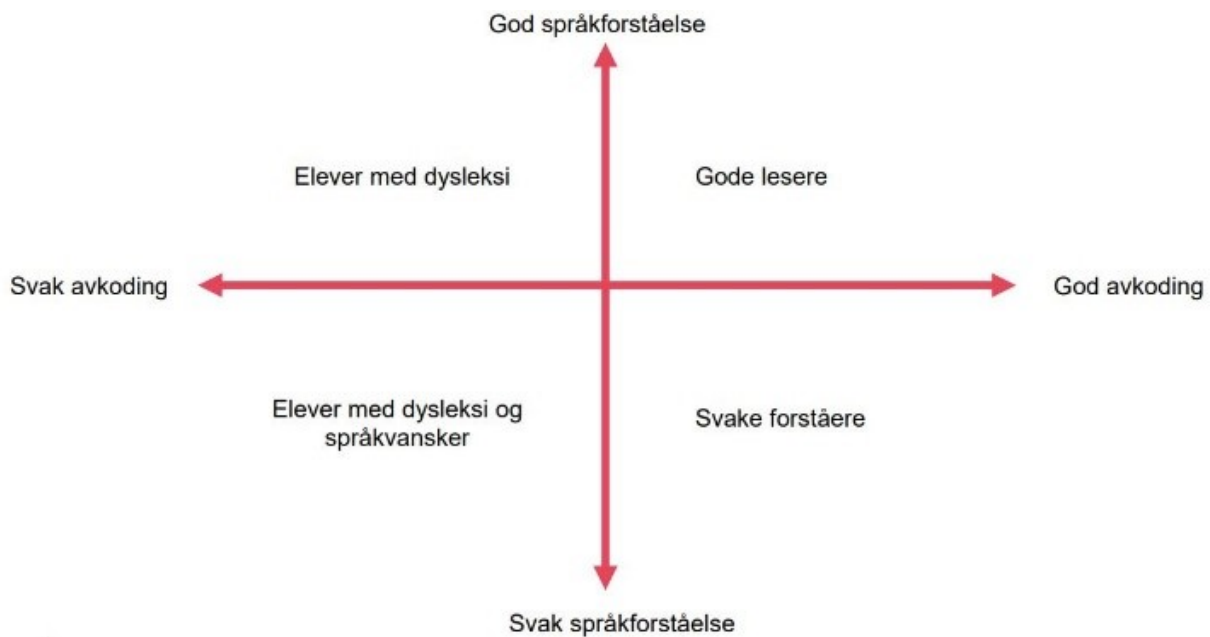 God språkforståelse
Elever med dysleksi
Gode lesere
Svak avkoding
God avkoding
Elever med dysleksi og
språkvansker
Svake forståere
Svak språkforståelse